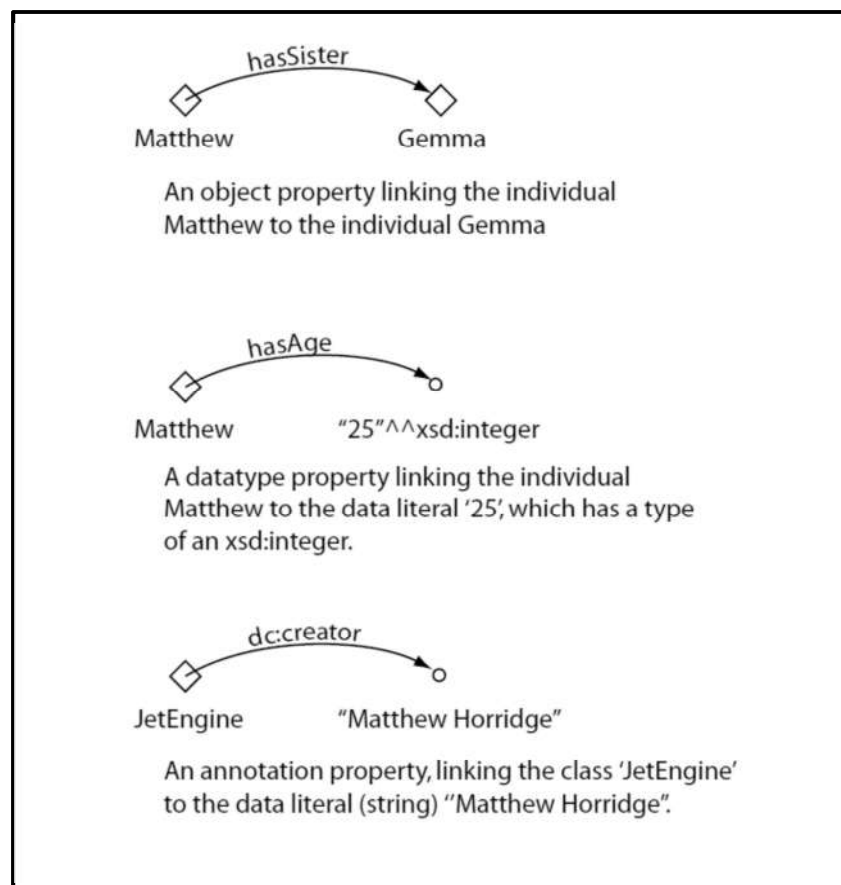 hasSister
Matthew Gemma
An object property linking the individual
Matthew to the individual Gemma
hasAge
Matthew “25”^^xsd:integer
A datatype property linking the individual
Matthew to the data literal ‘25’, which has a type
of an xsd:integer.
dc:creator
JetEngine “Matthew Horridge”
An annotation property, linking the class ‘JetEngine’
to the data literal (string) “Matthew Horridge”.